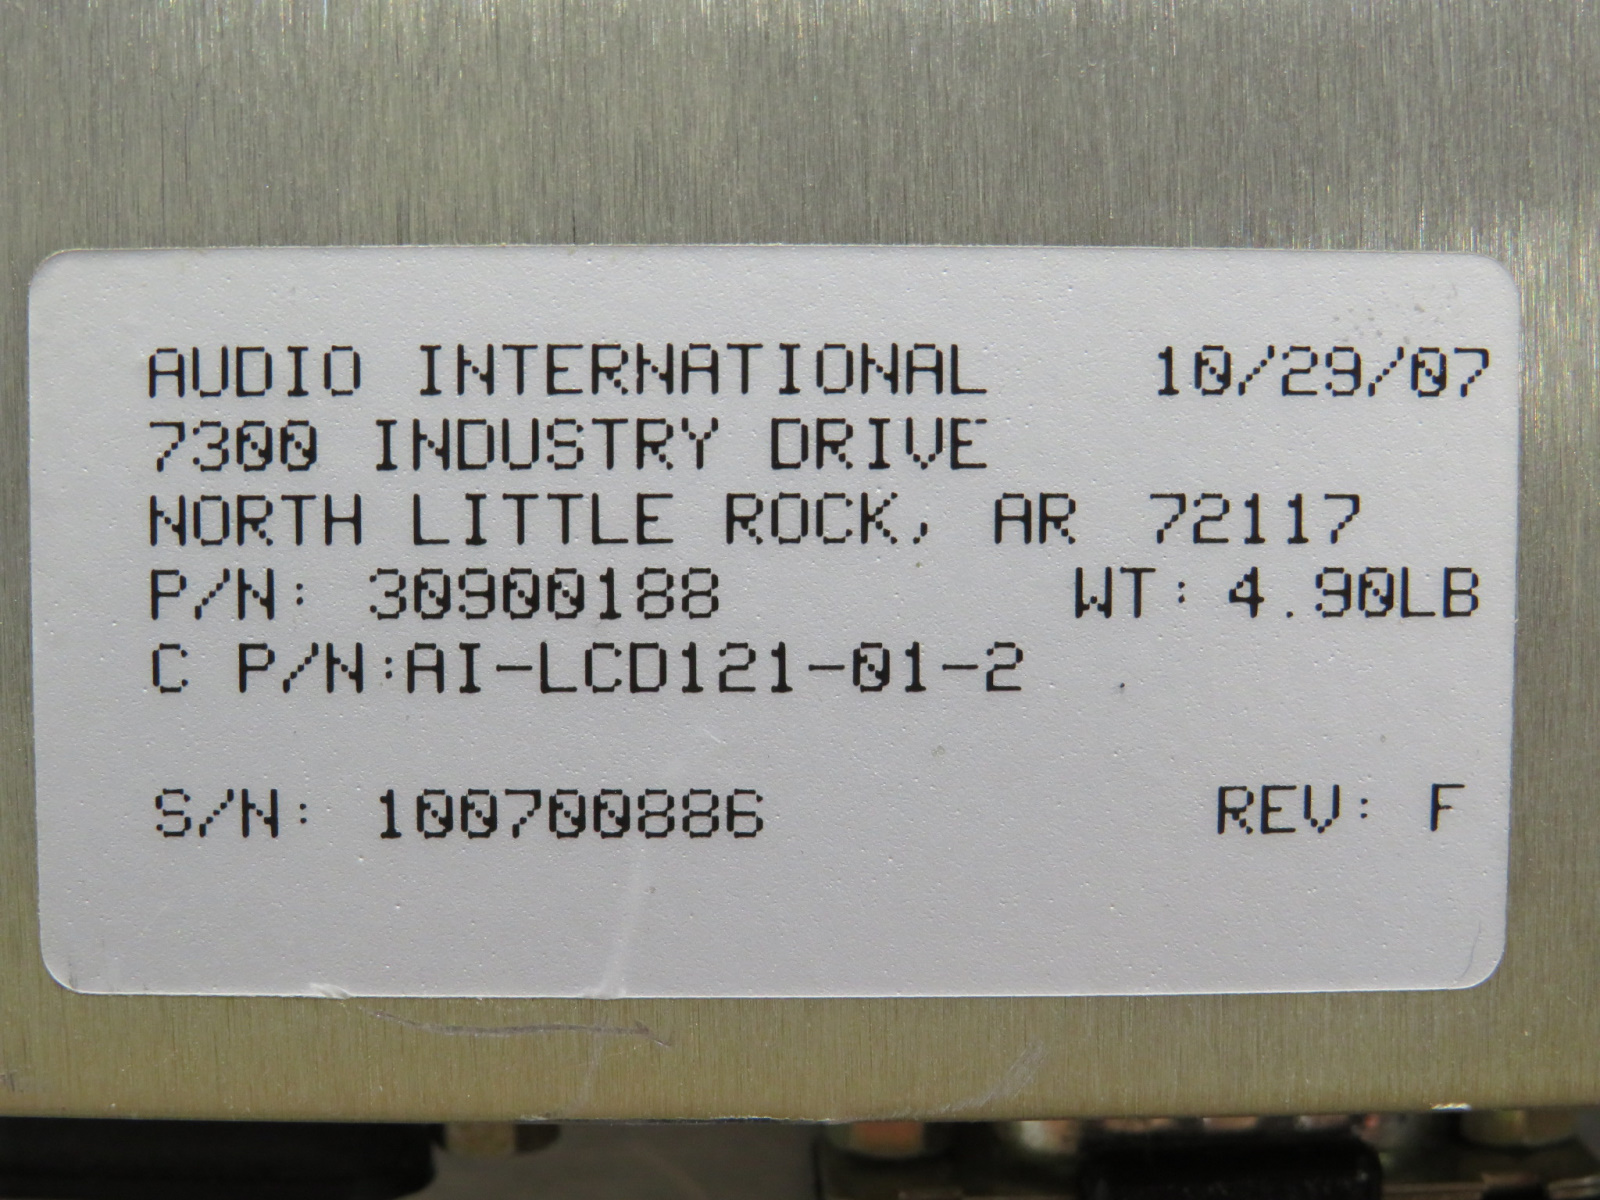 AUDIO INTERNATIONAL 10/29/07
7300 INDUSTRY DRIVE
NORTH LITTLE ROCK, AR 72117
P/N: 30900188 WT: 4.90LB
C P/N:AI-LCD121-01-2
S/N: 100700886 REV: F